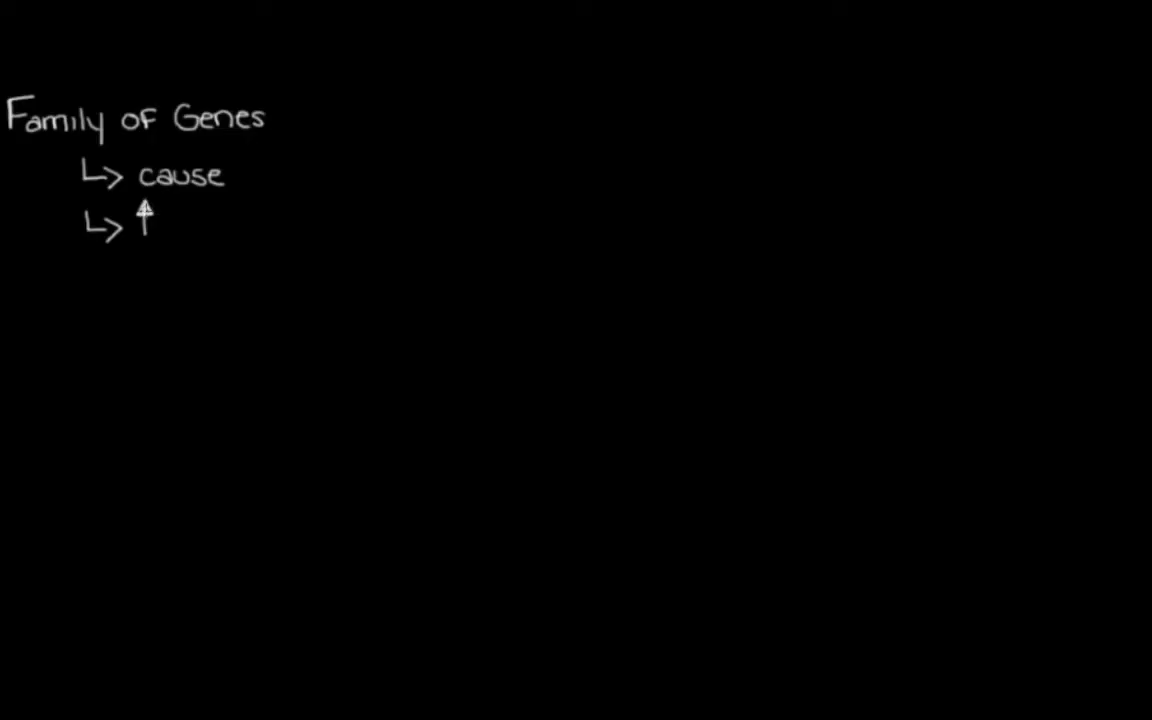 Family of Genes
↳ cause
↳ ↑